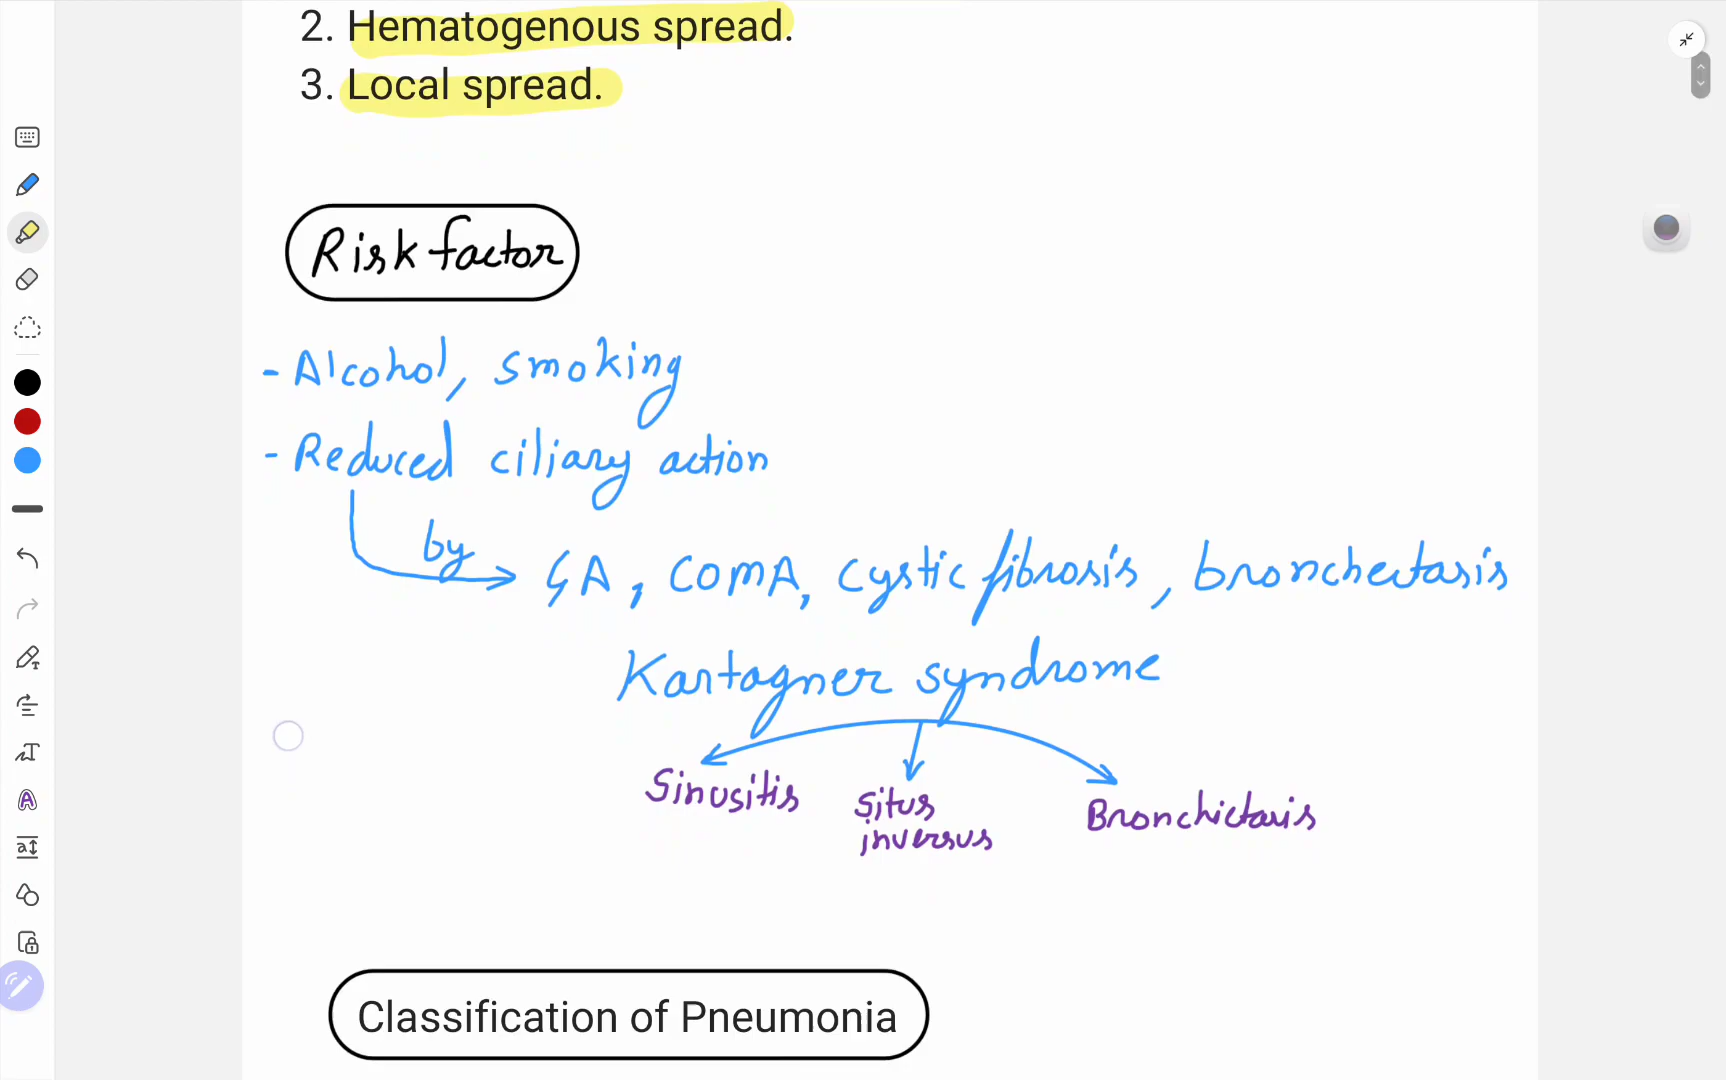 2. Hematogenous spread.
3. Local spread.
Risk factor
- Alcohol, smoking
- Reduced ciliary action
by
GA, COMA, cystic fibrosis, bronchectasis
Kartagner syndrome
Sinusitis
Situs
inversus
Bronchictasis
Classification of Pneumonia